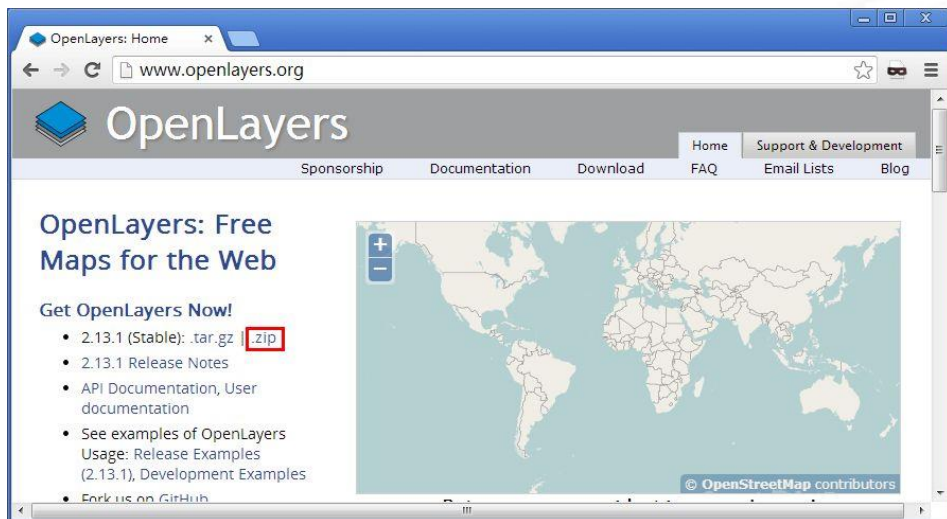 OpenLayers: Home
www.openlayers.org
OpenLayers
Home Support & Development
Sponsorship Documentation Download FAQ Email Lists Blog
OpenLayers: Free
Maps for the Web
Get OpenLayers Now!
2.13.1 (Stable): .tar.gz | .zip
2.13.1 Release Notes
API Documentation, User
documentation
See examples of OpenLayers
Usage: Release Examples
(2.13.1), Development Examples
Fork us on GitHub
© OpenStreetMap contributors